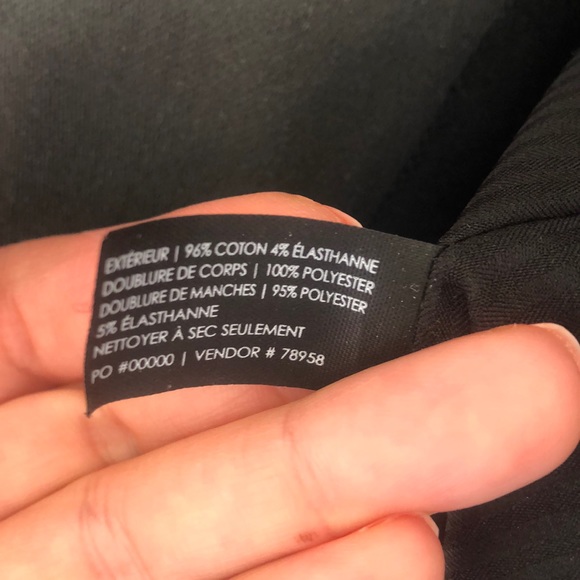 EXTÉRIEUR | 96% COTON 4% ÉLASTHANNE
DOUBLURE DE CORPS | 100% POLYESTER
DOUBLURE DE MANCHES | 95% POLYESTER
5% ÉLASTHANNE
NETTOYER À SEC SEULEMENT
PO #00000 | VENDOR # 78958